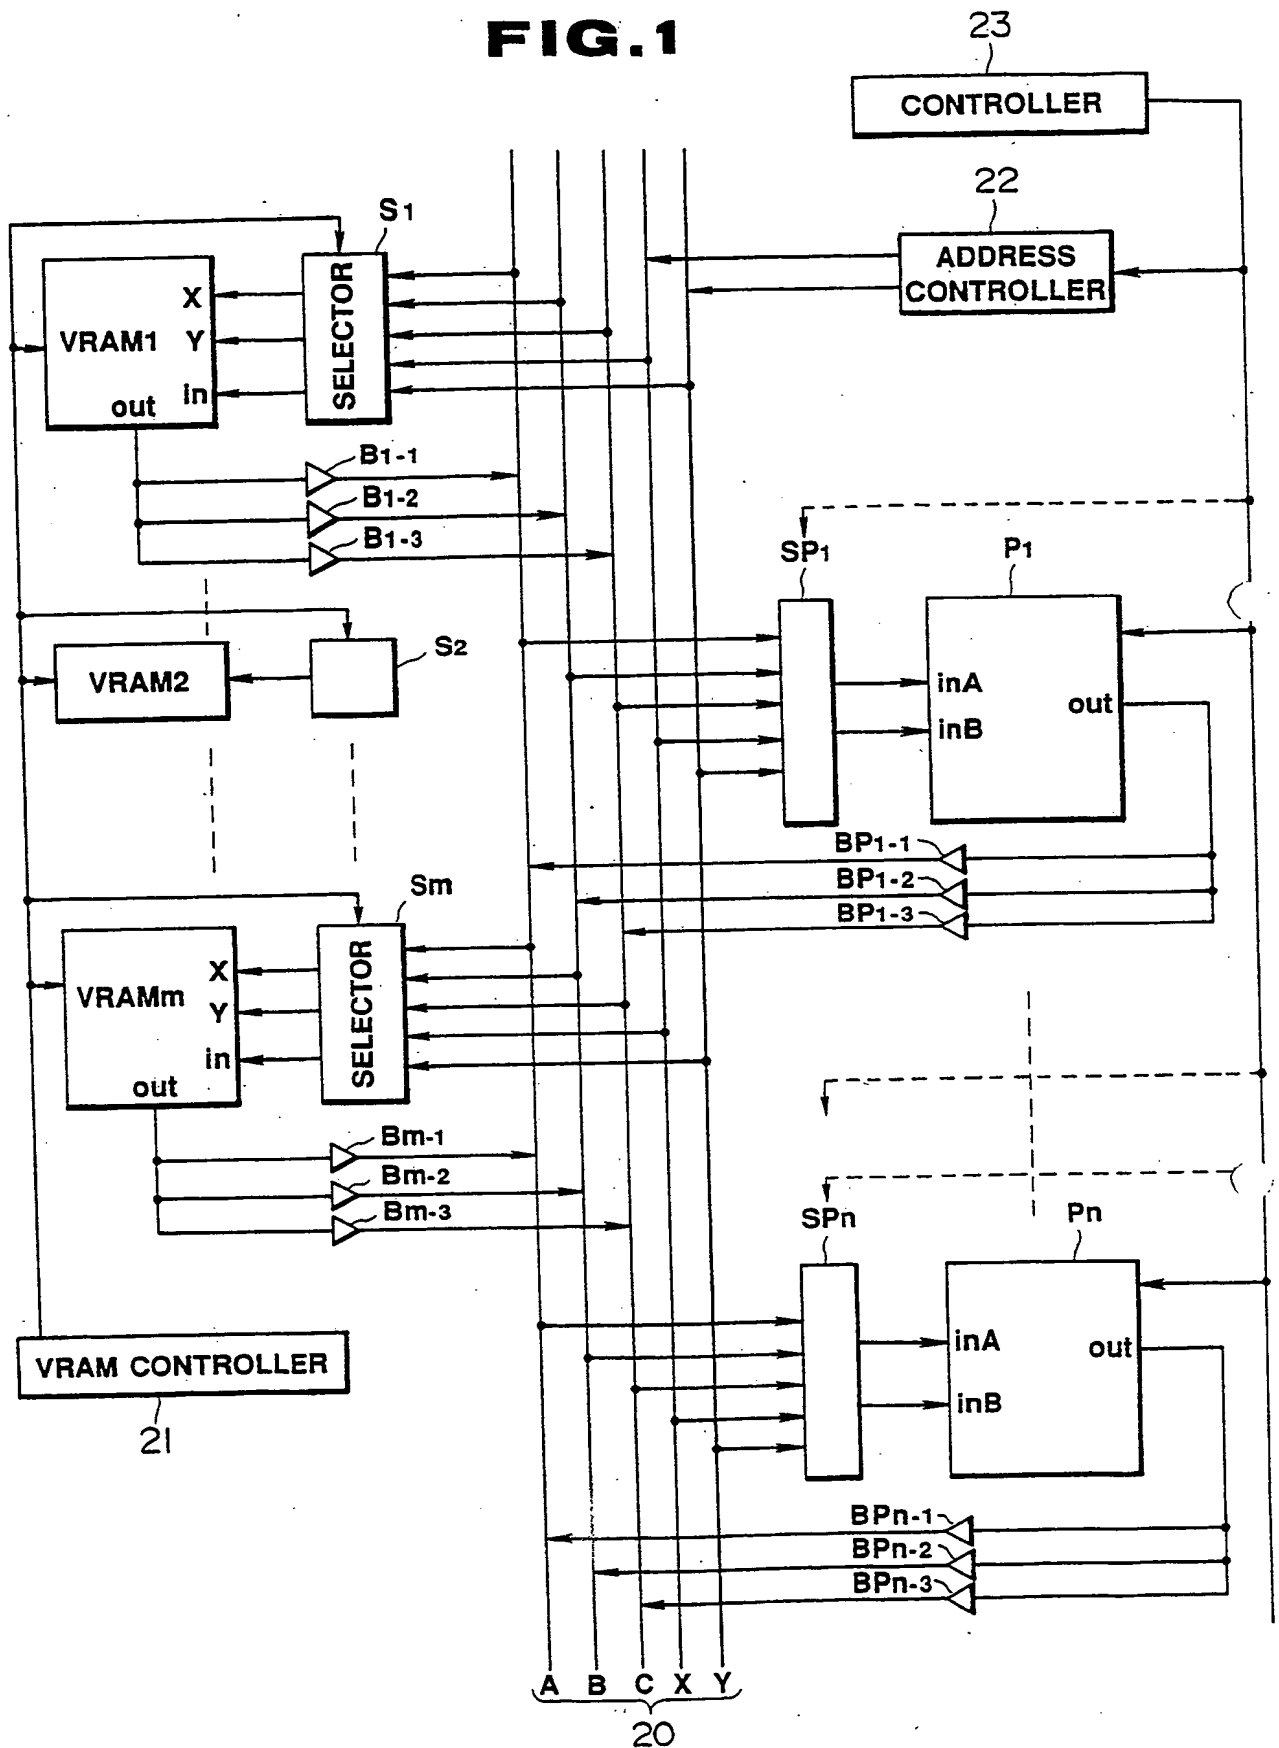 FIG.1
23
CONTROLLER
22
ADDRESS
CONTROLLER
S1
SELECTOR
VRAM1
X
Y
in
out
B1-1
B1-2
B1-3
SP1
P1
inA
inB
out
VRAM2
S2
BP1-1
BP1-2
BP1-3
Sm
SELECTOR
VRAMm
X
Y
in
out
Bm-1
Bm-2
Bm-3
SPn
Pn
inA
inB
out
VRAM CONTROLLER
21
BPn-1
BPn-2
BPn-3
A B C X Y
20